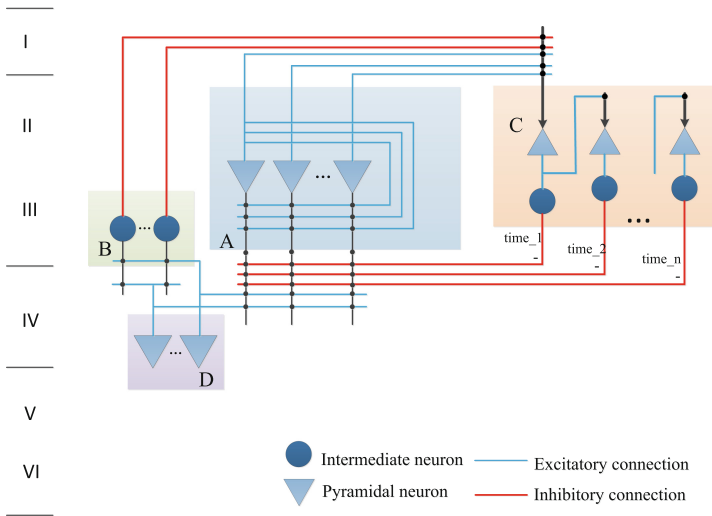 I
II
C
III
B
...
A
...
...
time_1
-
time_2
-
time_n
-
IV
...
D
V
VI
Intermediate neuron
Excitatory connection
Pyramidal neuron
Inhibitory connection